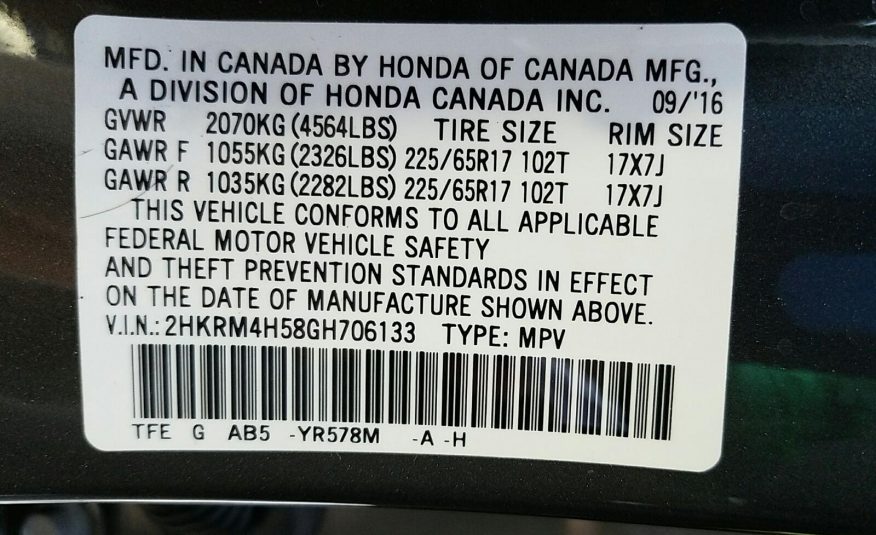 MFD. IN CANADA BY HONDA OF CANADA MFG.,
A DIVISION OF HONDA CANADA INC. 09/'16
GVWR 2070KG (4564LBS) TIRE SIZE RIM SIZE
GAWR F 1055KG (2326LBS) 225/65R17 102T 17X7J
GAWR R 1035KG (2282LBS) 225/65R17 102T 17X7J
THIS VEHICLE CONFORMS TO ALL APPLICABLE
FEDERAL MOTOR VEHICLE SAFETY
AND THEFT PREVENTION STANDARDS IN EFFECT
ON THE DATE OF MANUFACTURE SHOWN ABOVE.
V.I.N.: 2HKRM4H58GH706133 TYPE: MPV
TFE G AB5 -YR578M -A -H